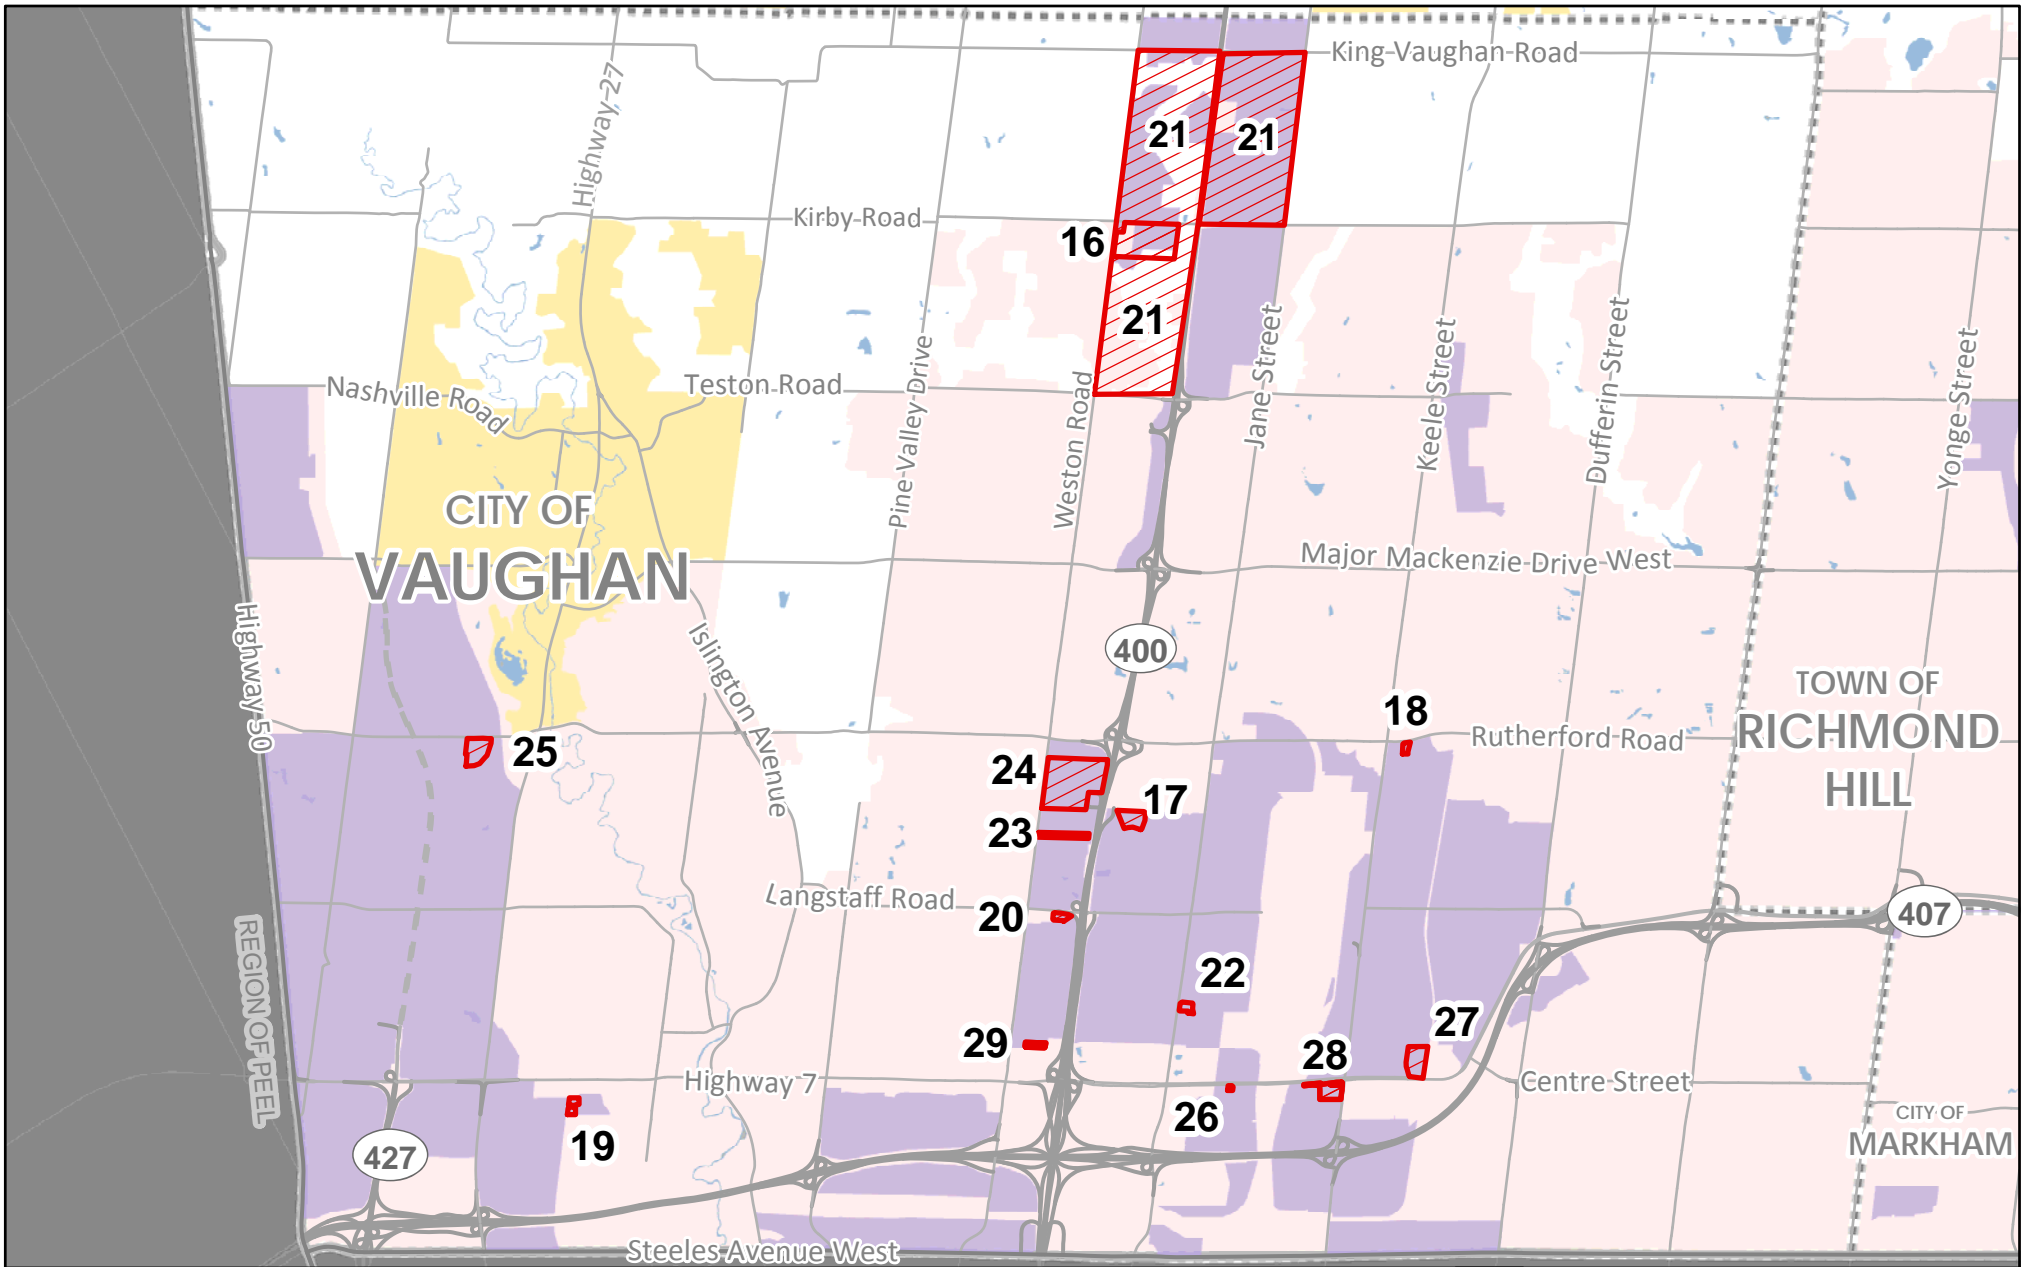 King-Vaughan Road
Highway 27
21
21
Kirby Road
16
21
Nashville Road
Teston Road
Pine Valley Drive
Weston Road
Jane Street
Keele Street
Dufferin Street
Yonge Street
CITY OF
VAUGHAN
Major Mackenzie Drive West
Highway 50
Islington Avenue
400
TOWN OF
RICHMOND
HILL
18
Rutherford Road
25
24
17
23
Langstaff Road
20
407
REGION OF PEEL
22
29
27
28
Highway 7
Centre Street
26
19
CITY OF
MARKHAM
427
Steeles Avenue West